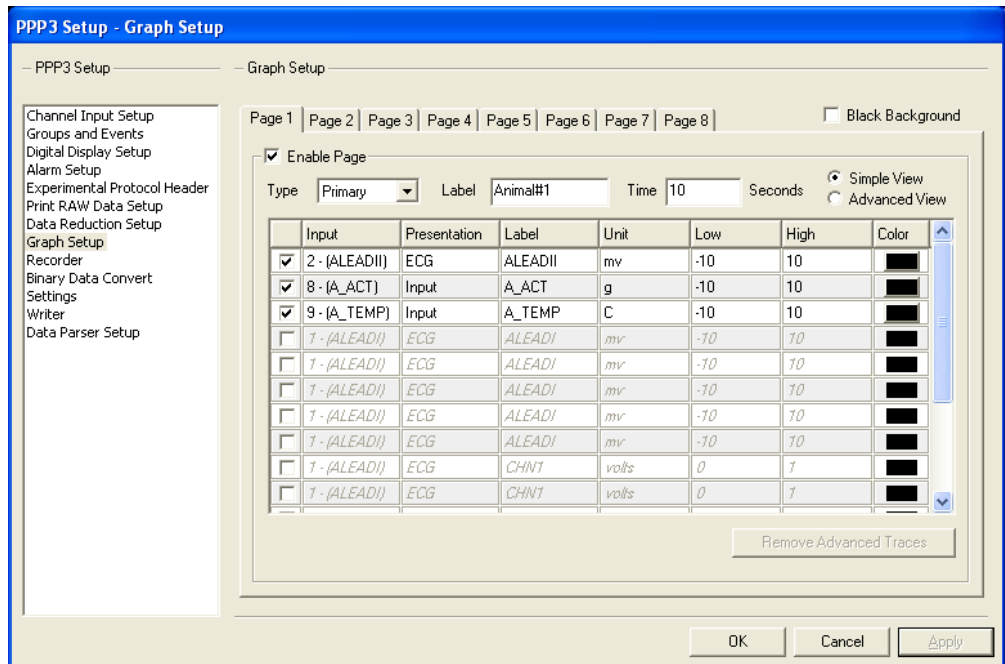 PPP3 Setup - Graph Setup
PPP3 Setup
Graph Setup
Channel Input Setup
Groups and Events
Digital Display Setup
Alarm Setup
Experimental Protocol Header
Print RAW Data Setup
Data Reduction Setup
Graph Setup
Recorder
Binary Data Convert
Settings
Writer
Data Parser Setup
Page 1 Page 2 Page 3 Page 4 Page 5 Page 6 Page 7 Page 8
Black Background
Enable Page
Type Primary Label Animal#1 Time 10 Seconds
Simple View
Advanced View
Input Presentation Label Unit Low High Color
2 - (ALEADII) ECG ALEADII mv -10 10
8 - (A_ACT) Input A_ACT g -10 10
9 - (A_TEMP) Input A_TEMP C -10 10
1 - (ALEADI) ECG ALEADI mv -10 10
1 - (ALEADI) ECG ALEADI mv -10 10
1 - (ALEADI) ECG ALEADI mv -10 10
1 - (ALEADI) ECG ALEADI mv -10 10
1 - (ALEADI) ECG ALEADI mv -10 10
1 - (ALEADI) ECG CHN1 volts 0 1
1 - (ALEADI) ECG CHN1 volts 0 1
Remove Advanced Traces
OK Cancel Apply